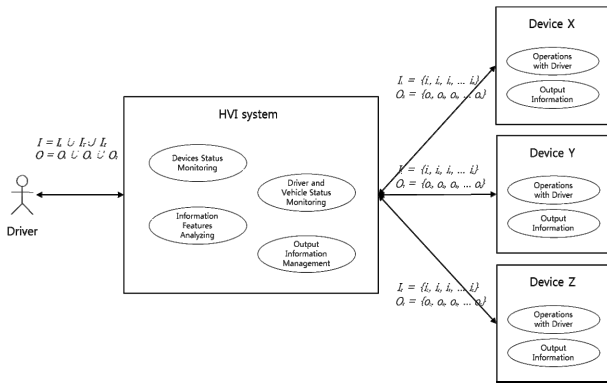 Device X
Operations
with Driver
Output
Information
HVI system
Devices Status
Monitoring
Driver and
Vehicle Status
Monitoring
Information
Features
Analyzing
Output
Information
Management
Driver
Device Y
Operations
with Driver
Output
Information
Device Z
Operations
with Driver
Output
Information